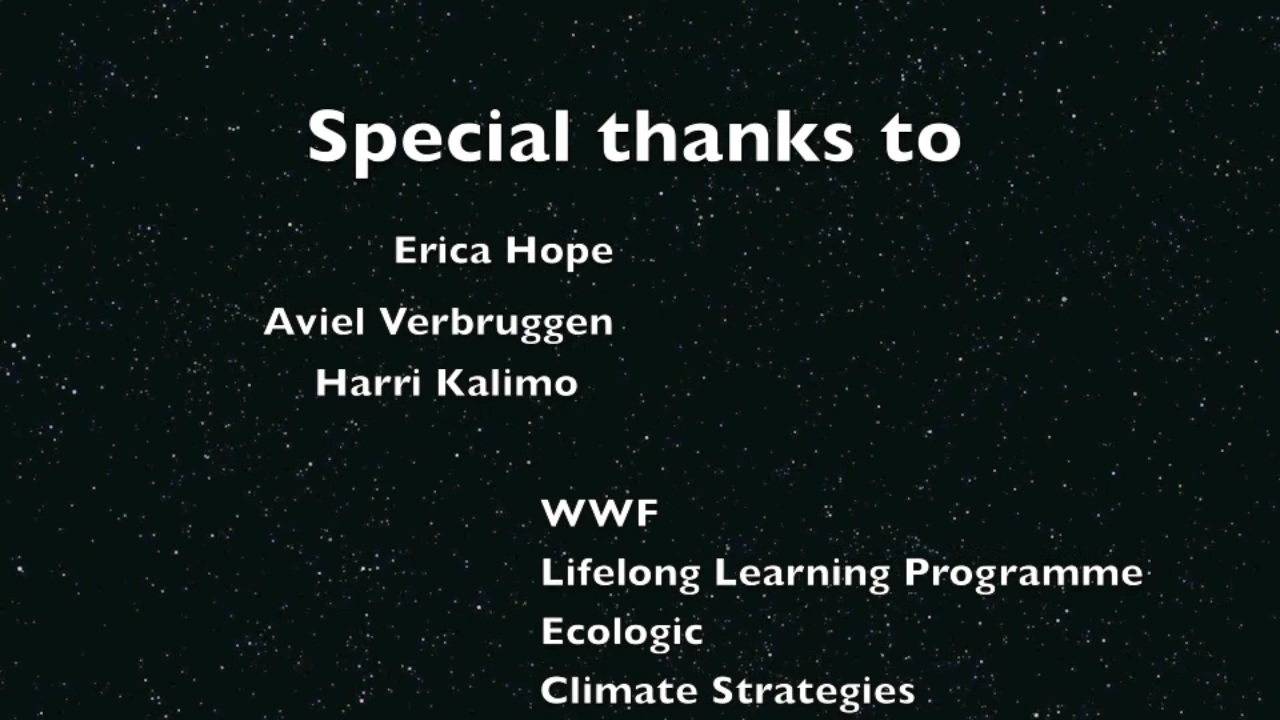 Special thanks to
Erica Hope
Aviel Verbruggen
Harri Kalimo
WWF
Lifelong Learning Programme
Ecologic
Climate Strategies